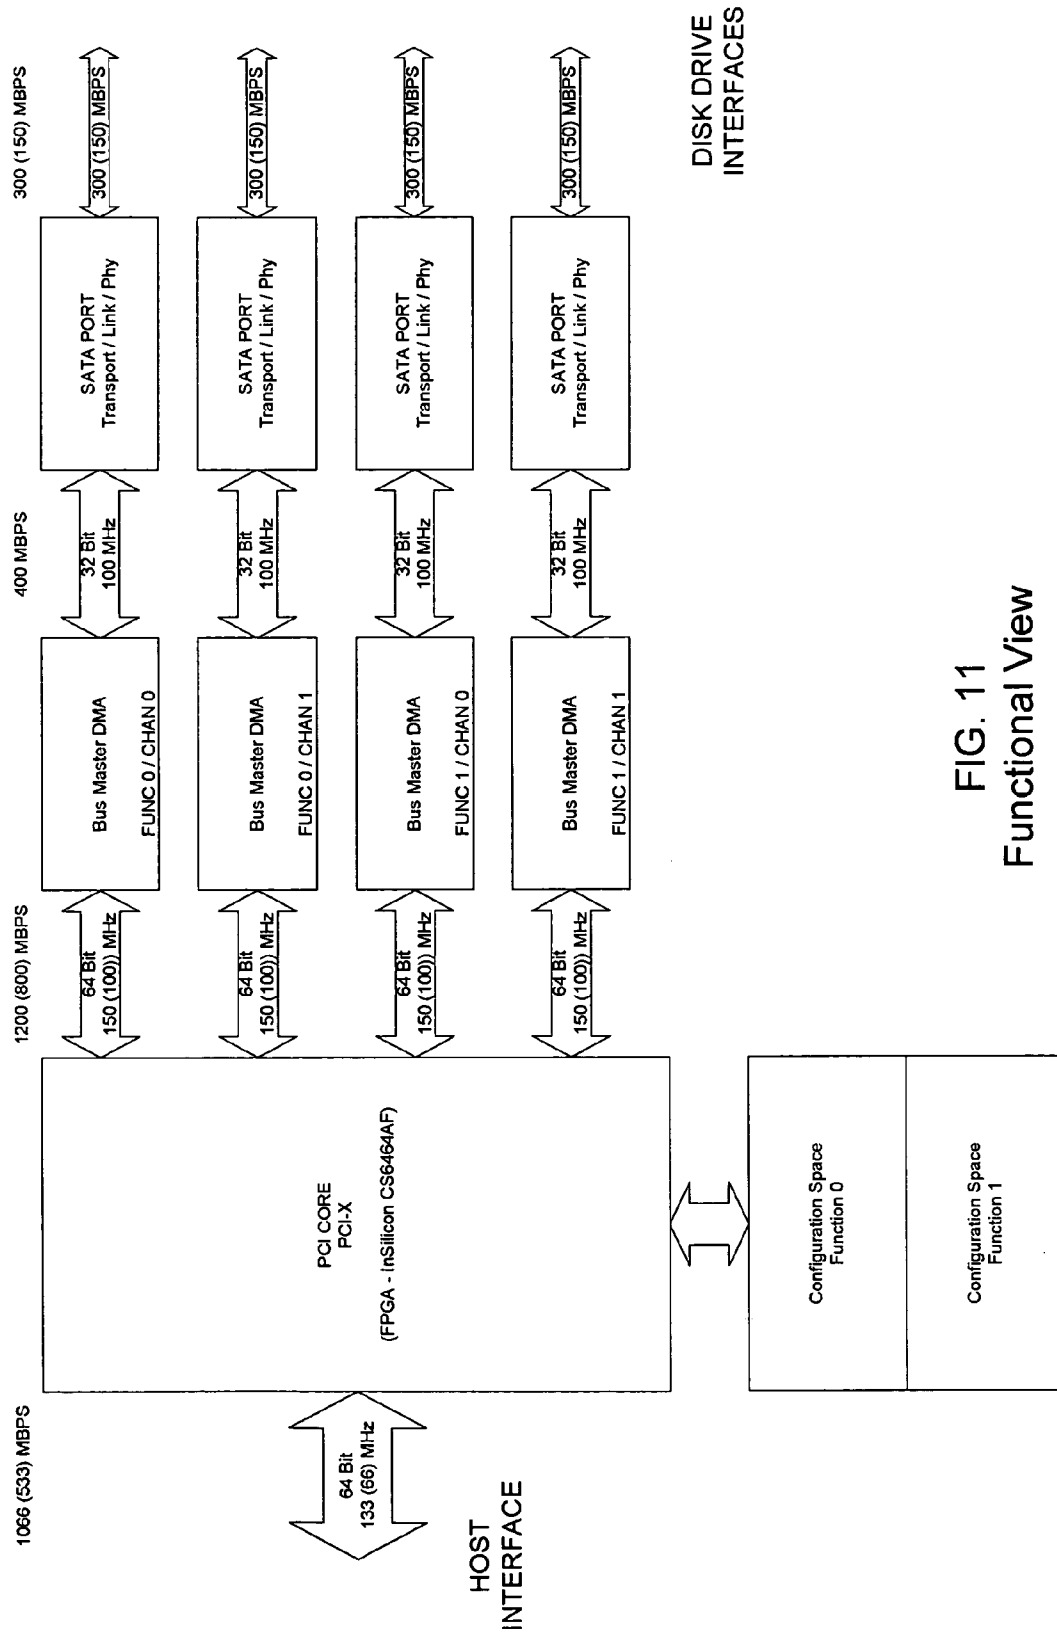 1066 (533) MBPS
1200 (800) MBPS
400 MBPS
300 (150) MBPS
64 Bit
150 (100)) MHz
Bus Master DMA
FUNC 0 / CHAN 0
32 Bit
100 MHz
SATA PORT
Transport / Link / Phy
300 (150) MBPS
64 Bit
150 (100)) MHz
Bus Master DMA
FUNC 0 / CHAN 1
32 Bit
100 MHz
SATA PORT
Transport / Link / Phy
300 (150) MBPS
64 Bit
133 (66) MHz
PCI CORE
PCI-X
(FPGA - InSilicon CS6464AF)
64 Bit
150 (100)) MHz
Bus Master DMA
FUNC 1 / CHAN 0
32 Bit
100 MHz
SATA PORT
Transport / Link / Phy
300 (150) MBPS
64 Bit
150 (100)) MHz
Bus Master DMA
FUNC 1 / CHAN 1
32 Bit
100 MHz
SATA PORT
Transport / Link / Phy
300 (150) MBPS
HOST
INTERFACE
DISK DRIVE
INTERFACES
Configuration Space
Function 0
Configuration Space
Function 1
FIG. 11
Functional View